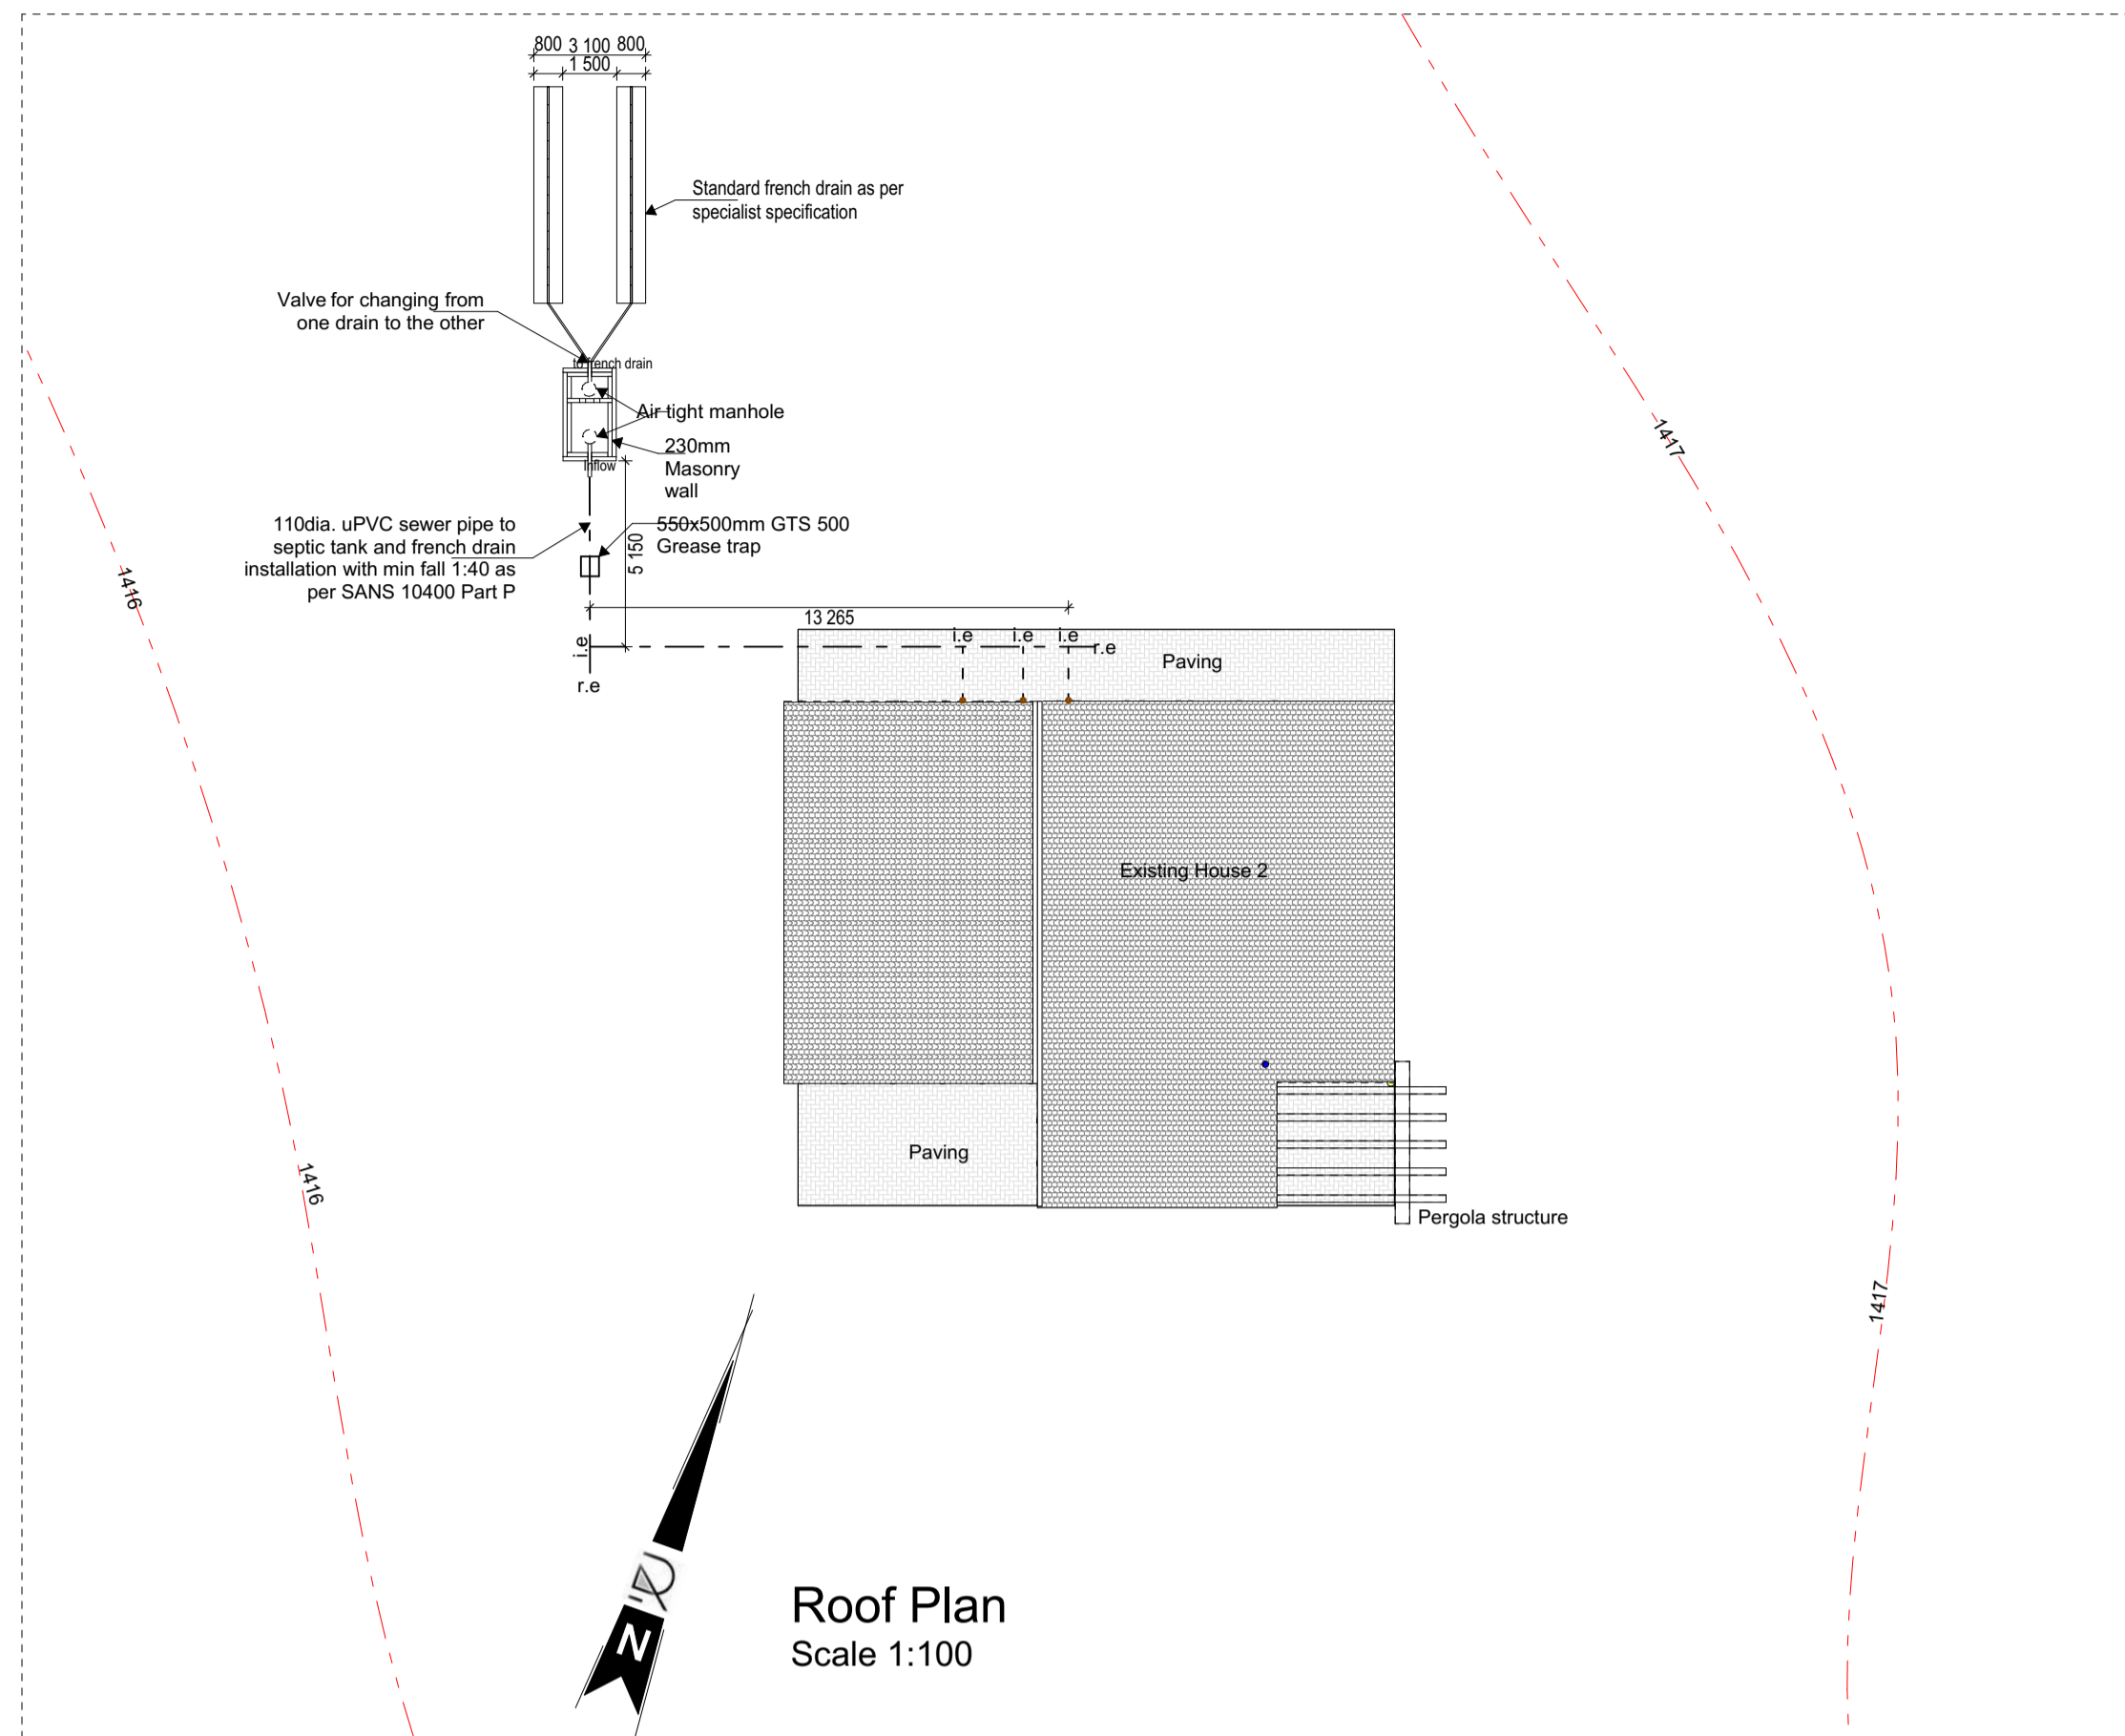 800 3 100 800
1 500
Standard french drain as per
specialist specification
Valve for changing from
one drain to the other
to french drain
Air tight manhole
230mm
Masonry
wall
Inflow
110dia. uPVC sewer pipe to
septic tank and french drain
installation with min fall 1:40 as
per SANS 10400 Part P
550x500mm GTS 500
Grease trap
5 150
13 265
i.e
i.e
i.e
i.e
r.e
r.e
Paving
1417
1416
Existing House 2
Paving
1416
Pergola structure
1417
N
Roof Plan
Scale 1:100